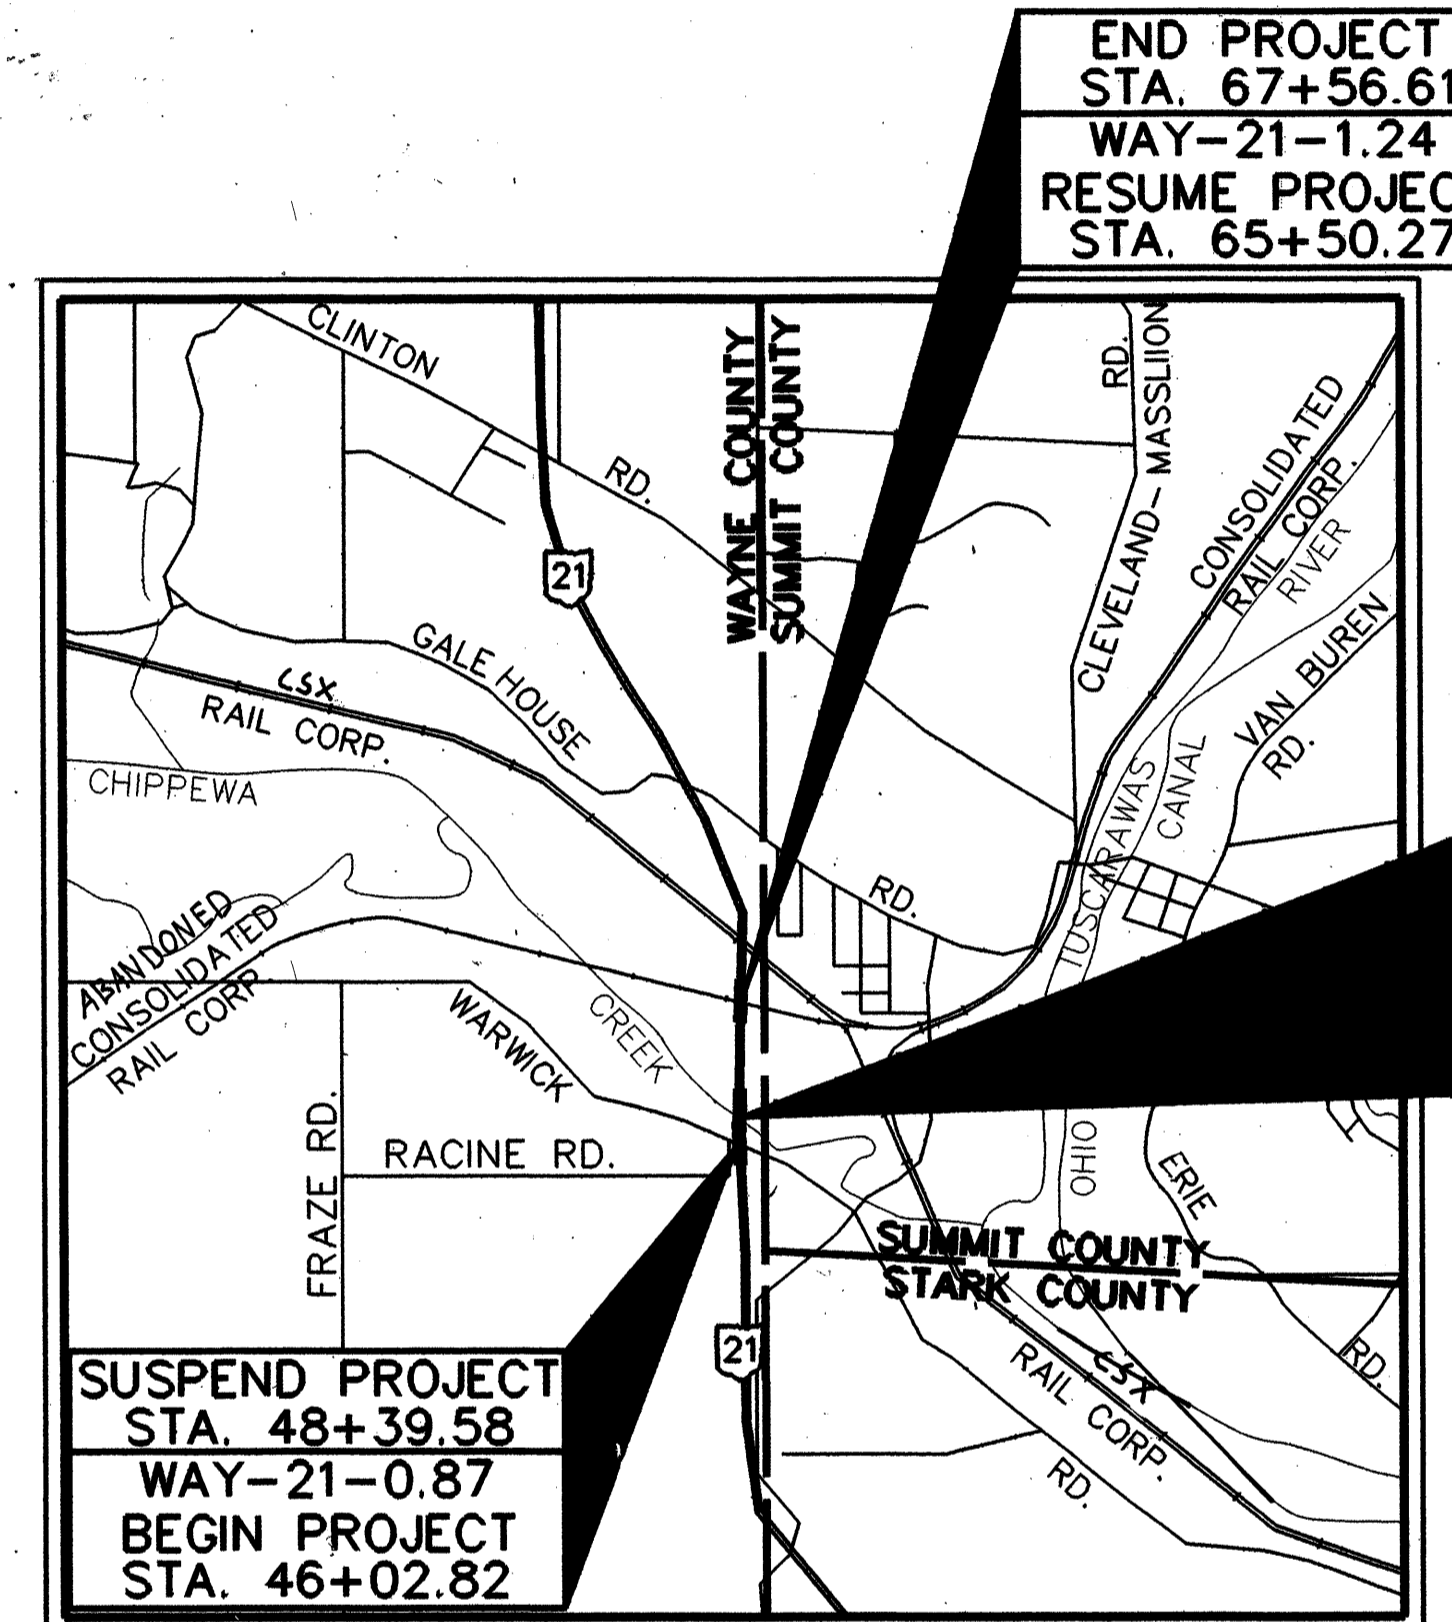 END PROJECT
STA. 67+56.61
WAY-21-1.24
RESUME PROJEC
STA. 65+50.27
CLINTON
RD.
WAYNE COUNTY
SUMMIT COUNTY
RD.
CLEVELAND-MASSLIION
CONSOLIDATED
RAIL CORP.
RIVER
21
GALE HOUSE
CSX
RAIL CORP.
VAN BUREN
RD.
CHIPPEWA
TUSCARAWAS
CANAL
RD.
ABANDONED
CONSOLIDATED
RAIL CORP.
WARWICK
CREEK
FRAZE RD.
RACINE RD.
OHIO
ERIE
SUMMIT COUNTY
STARK COUNTY
21
RD.
CSX
RAIL CORP.
RD.
SUSPEND PROJECT
STA. 48+39.58
WAY-21-0.87
BEGIN PROJECT
STA. 46+02.82